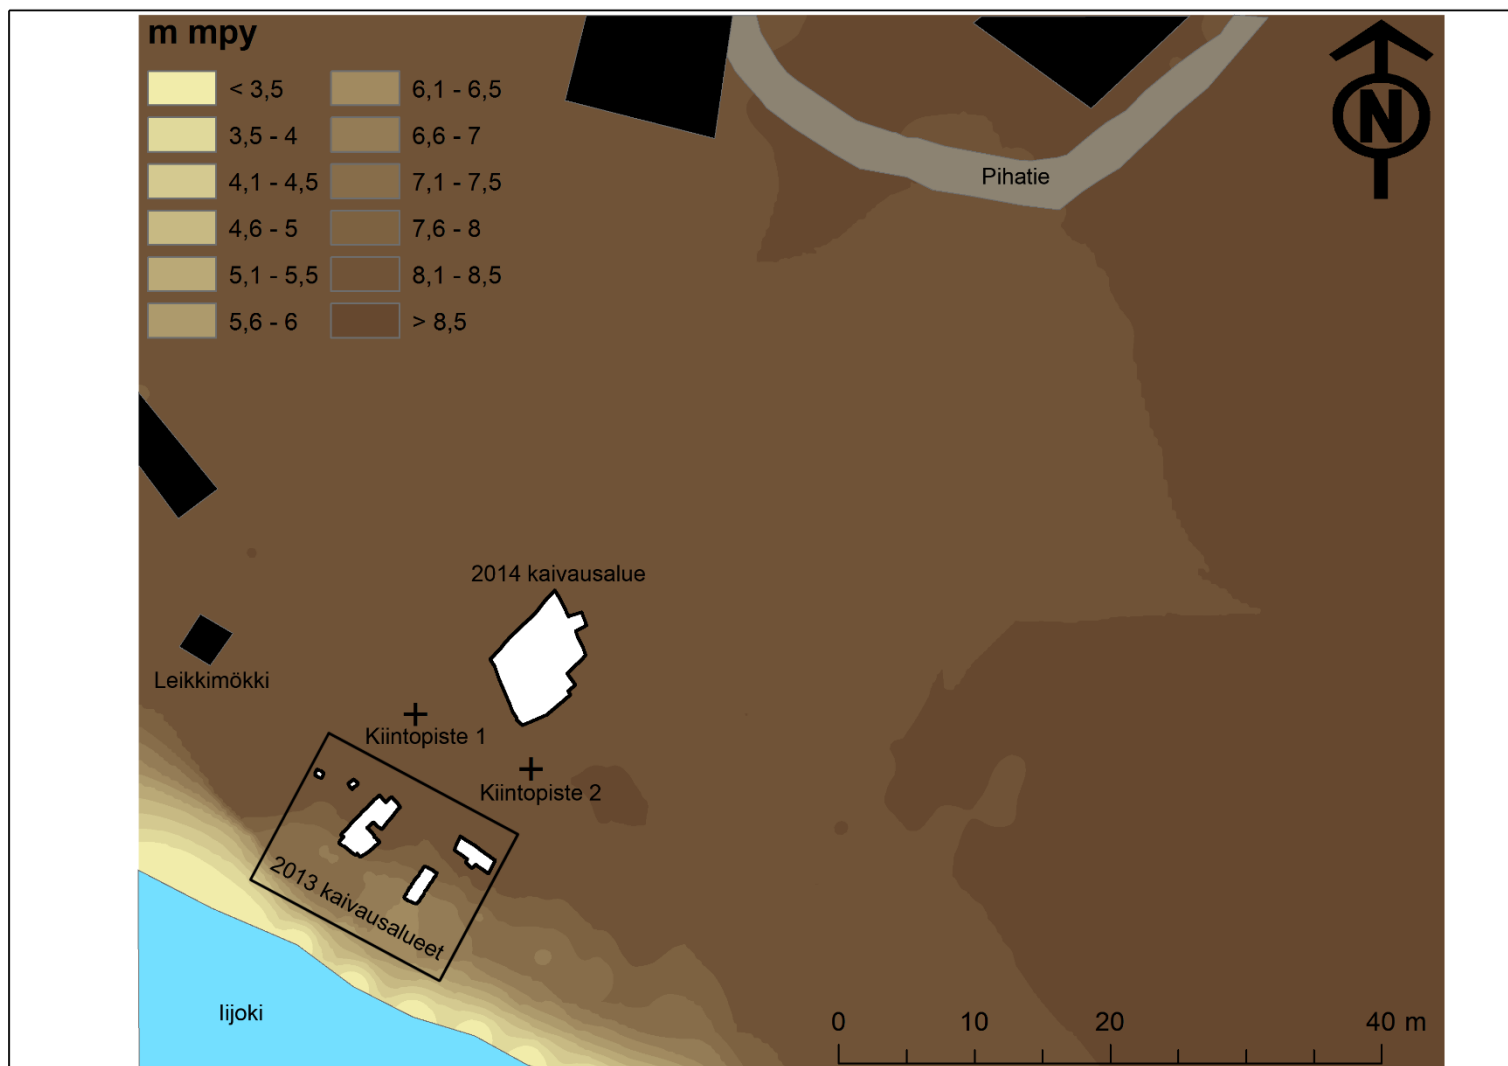 m mpy
< 3,5
3,5 - 4
4,1 - 4,5
4,6 - 5
5,1 - 5,5
5,6 - 6
6,1 - 6,5
6,6 - 7
7,1 - 7,5
7,6 - 8
8,1 - 8,5
> 8,5
N
Pihatie
2014 kaivausalue
Leikkimökki
Kiintopiste 1
Kiintopiste 2
2013 kaivausalueet
Iijoki
0 10 20 40 m